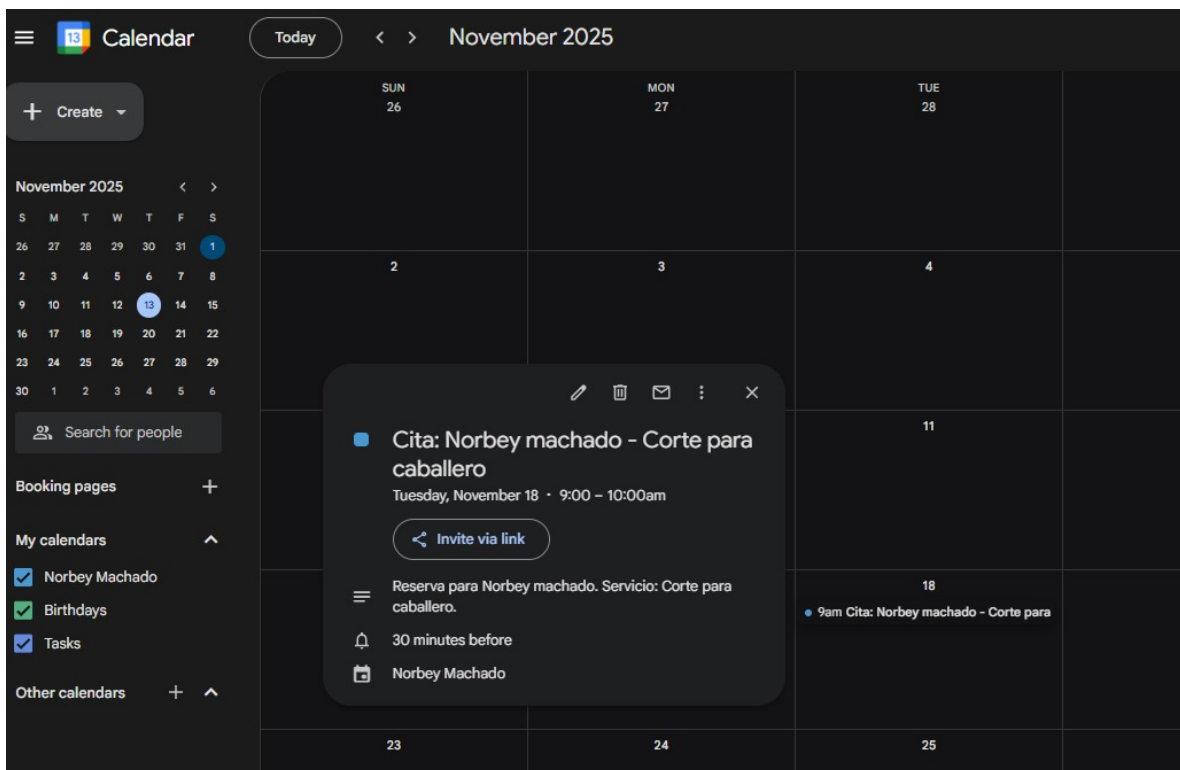 13 Calendar
Today
November 2025
Create
November 2025
S M T W T F S
26 27 28 29 30 31 1
2 3 4 5 6 7 8
9 10 11 12 13 14 15
16 17 18 19 20 21 22
23 24 25 26 27 28 29
30 1 2 3 4 5 6
Search for people
Booking pages
My calendars
Norbey Machado
Birthdays
Tasks
Other calendars
SUN MON TUE
26 27 28
2 3 4
11
Cita: Norbey machado - Corte para
caballero
Tuesday, November 18 · 9:00 – 10:00am
Invite via link
Reserva para Norbey machado. Servicio: Corte para
caballero.
30 minutes before
Norbey Machado
18
9am Cita: Norbey machado - Corte para
23 24 25